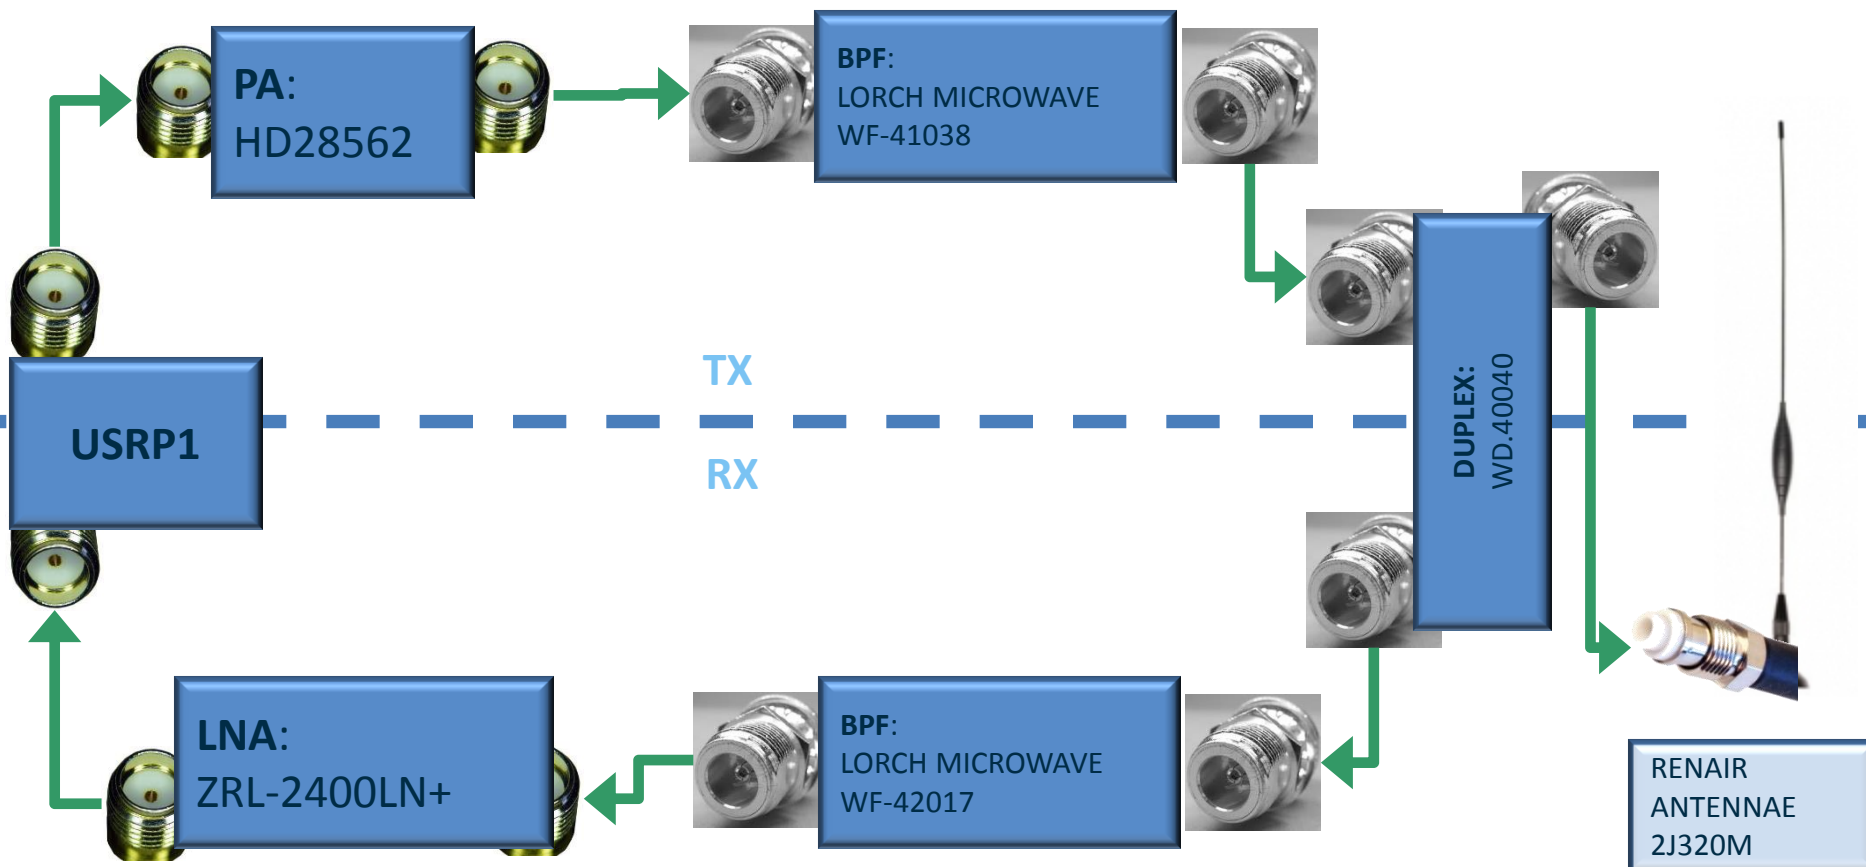 PA:
HD28562
BPF:
LORCH MICROWAVE
WF-41038
TX
USRP1
RX
DUPLEX:
WD.40040
LNA:
ZRL-2400LN+
BPF:
LORCH MICROWAVE
WF-42017
RENAIR
ANTENNAE
2J320M